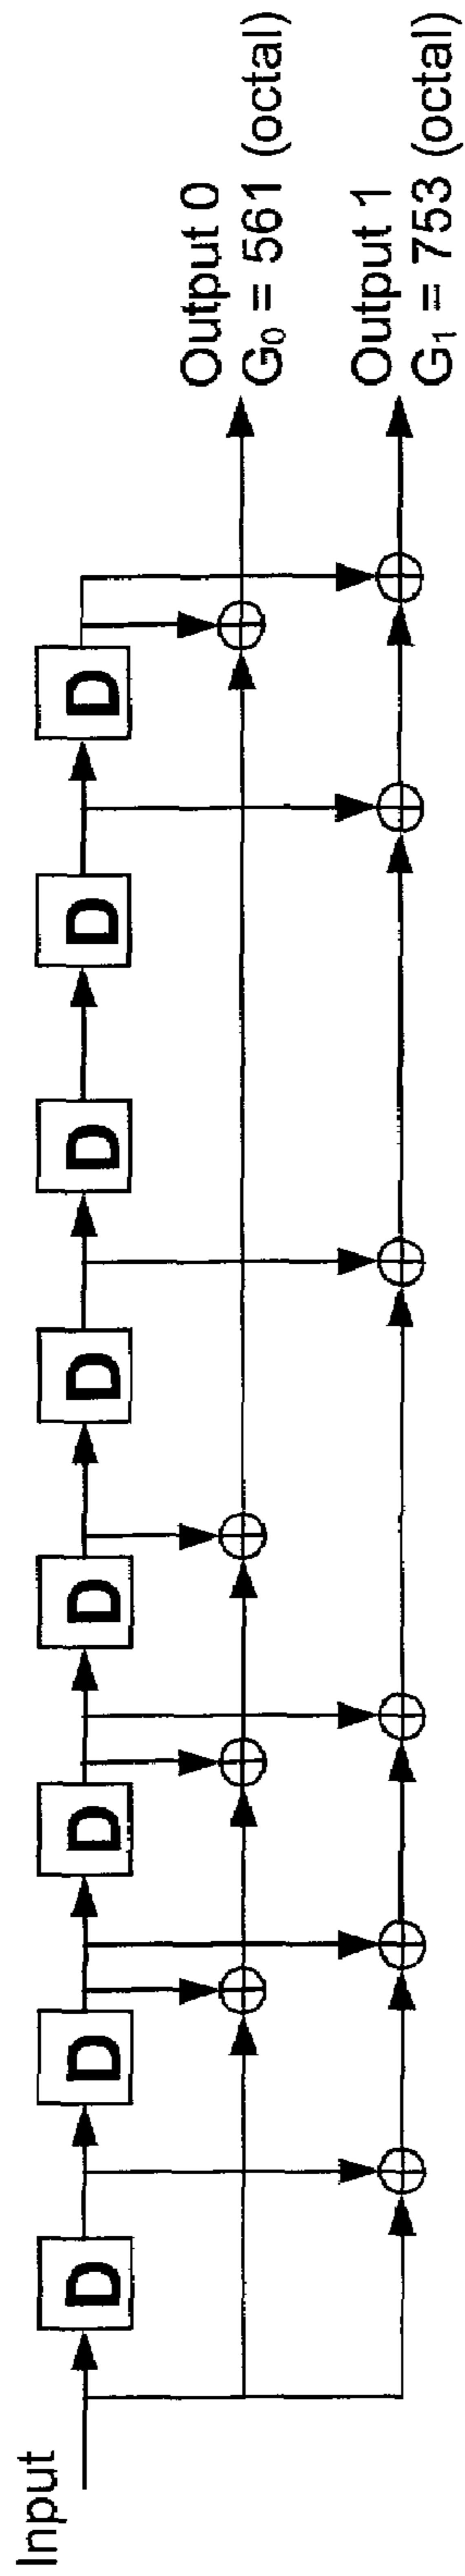 Input
D
D
D
D
D
D
D
D
Output 0
G₀ = 561 (octal)
Output 1
G₁ = 753 (octal)